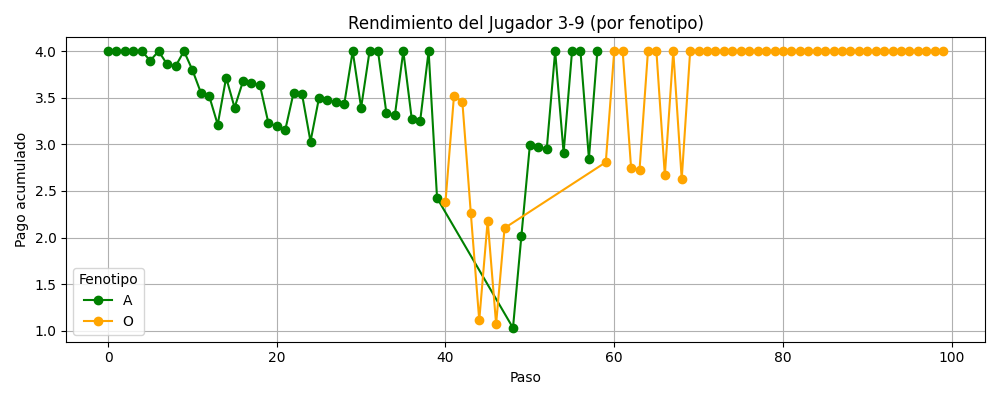 Rendimiento del Jugador 3-9 (por fenotipo)
4.0
3.5
3.0
2.5
2.0
1.5
1.0
Pago acumulado
Fenotipo
A
O
0 20 40 60 80 100
Paso